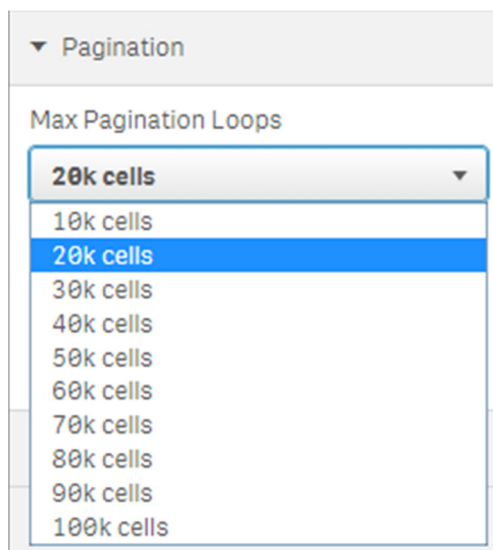 Pagination
Max Pagination Loops
20k cells
10k cells
20k cells
30k cells
40k cells
50k cells
60k cells
70k cells
80k cells
90k cells
100k cells